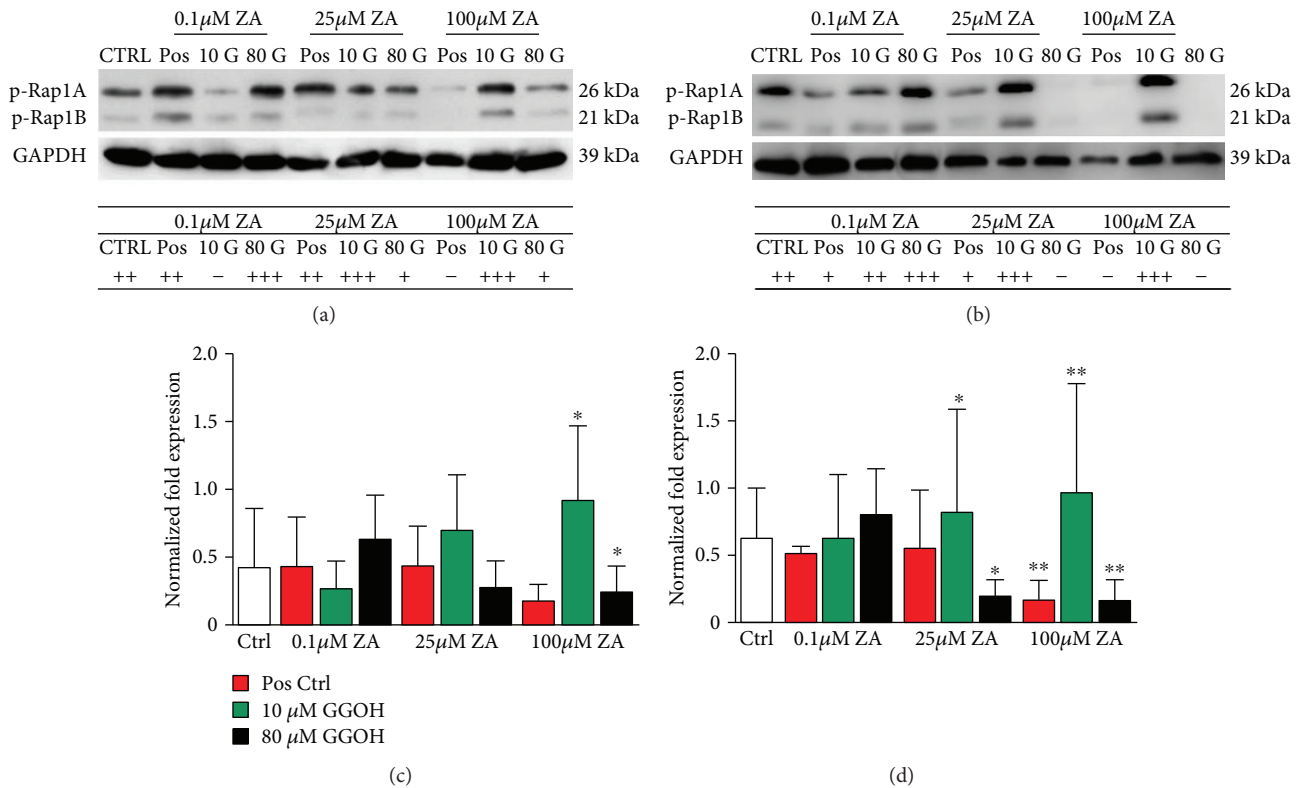 0.1μM ZA 25μM ZA 100μM ZA
CTRL Pos 10 G 80 G Pos 10 G 80 G Pos 10 G 80 G
p-Rap1A 26 kDa
p-Rap1B 21 kDa
GAPDH 39 kDa
0.1μM ZA 25μM ZA 100μM ZA
CTRL Pos 10 G 80 G Pos 10 G 80 G Pos 10 G 80 G
++ ++ − +++ ++ +++ + − +++ +
(a)
0.1μM ZA 25μM ZA 100μM ZA
CTRL Pos 10 G 80 G Pos 10 G 80 G Pos 10 G 80 G
p-Rap1A 26 kDa
p-Rap1B 21 kDa
GAPDH 39 kDa
0.1μM ZA 25μM ZA 100μM ZA
CTRL Pos 10 G 80 G Pos 10 G 80 G Pos 10 G 80 G
++ + ++ +++ + +++ − − +++ −
(b)
Normalized fold expression
2.0
1.5
1.0
0.5
0
* *
Ctrl 0.1μM ZA 25μM ZA 100μM ZA
Pos Ctrl
10 μM GGOH
80 μM GGOH
(c)
Normalized fold expression
2.0
1.5
1.0
0.5
0
* * ** ** **
Ctrl 0.1μM ZA 25μM ZA 100μM ZA
(d)